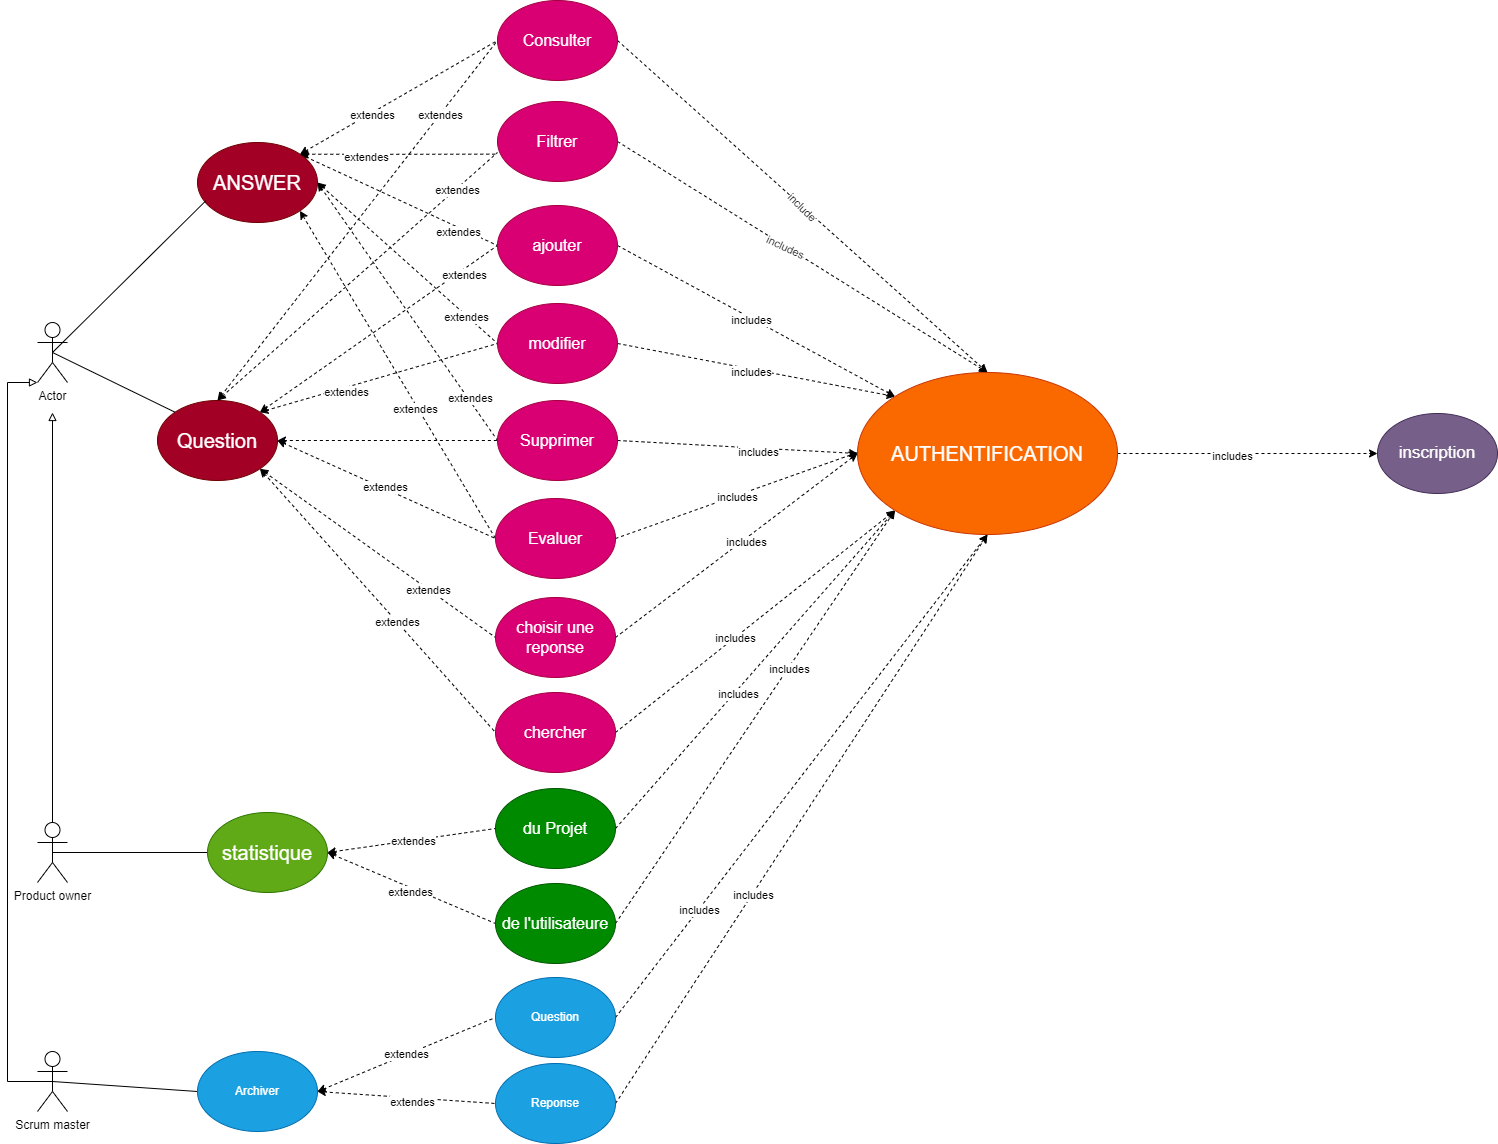 Consulter
extendes
extendes
Filtrer
extendes
ANSWER
extendes
include
ajouter
extendes
includes
extendes
modifier
extendes
includes
Actor
extendes
includes
extendes
extendes
Question
Supprimer
includes
AUTHENTIFICATION
includes
inscription
extendes
includes
Evaluer
includes
extendes
choisir une
reponse
extendes
includes
includes
includes
chercher
du Projet
extendes
statistique
Product owner
extendes
includes
includes
de l'utilisateure
Question
extendes
Archiver
extendes
Reponse
Scrum master